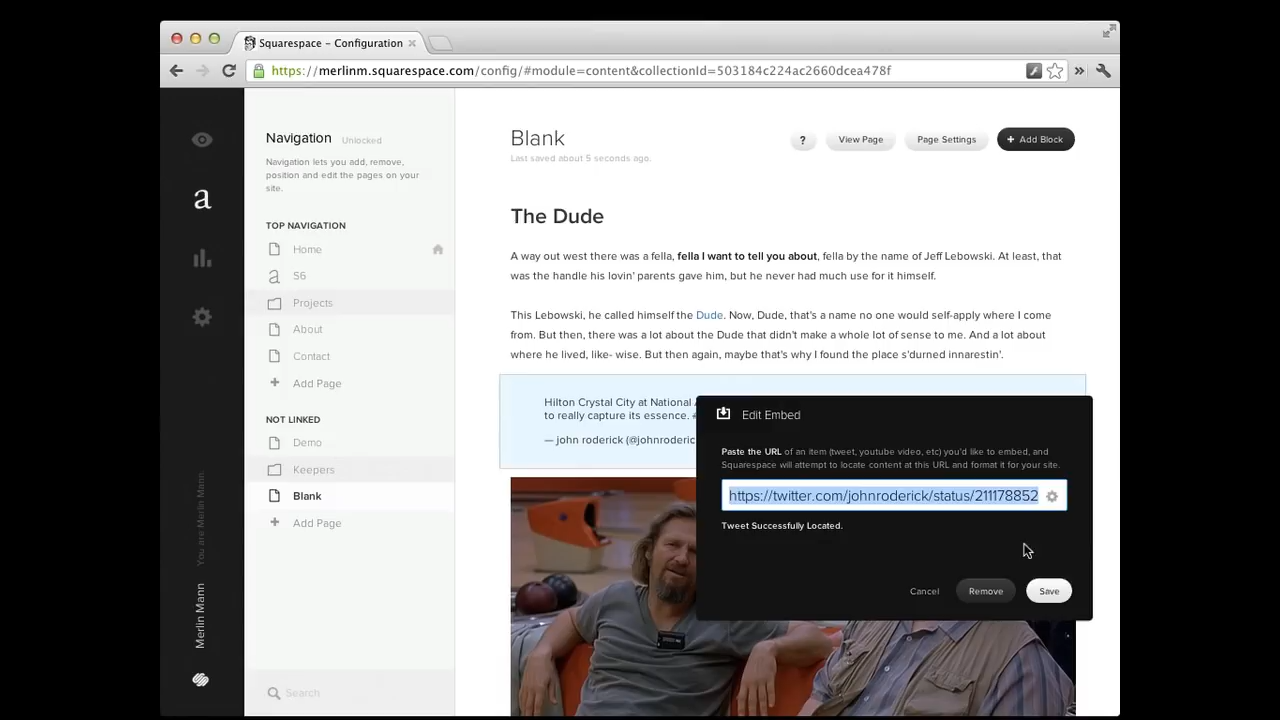 Squarespace - Configuration
https://merlinm.squarespace.com/config/#module=content&collectionId=503184c224ac2660dcea478f
Navigation Unlocked
Navigation lets you add, remove,
position and edit the pages on your
site.
TOP NAVIGATION
Home
a S6
Projects
About
Contact
+ Add Page
NOT LINKED
Demo
Keepers
Blank
+ Add Page
Search
a
You are Merlin Mann.
Merlin Mann
Blank
Last saved about 5 seconds ago.
?
View Page
Page Settings
+ Add Block
The Dude
A way out west there was a fella, fella I want to tell you about, fella by the name of Jeff Lebowski. At least, that
was the handle his lovin' parents gave him, but he never had much use for it himself.
This Lebowski, he called himself the Dude. Now, Dude, that's a name no one would self-apply where I come
from. But then, there was a lot about the Dude that didn't make a whole lot of sense to me. And a lot about
where he lived, like- wise. But then again, maybe that's why I found the place s'durned innarestin'.
Hilton Crystal City at National
to really capture its essence.
— john roderick (@johnroderic
Edit Embed
Paste the URL of an item (tweet, youtube video, etc) you'd like to embed, and
Squarespace will attempt to locate content at this URL and format it for your site.
https://twitter.com/johnroderick/status/211178852
Tweet Successfully Located.
Cancel
Remove
Save